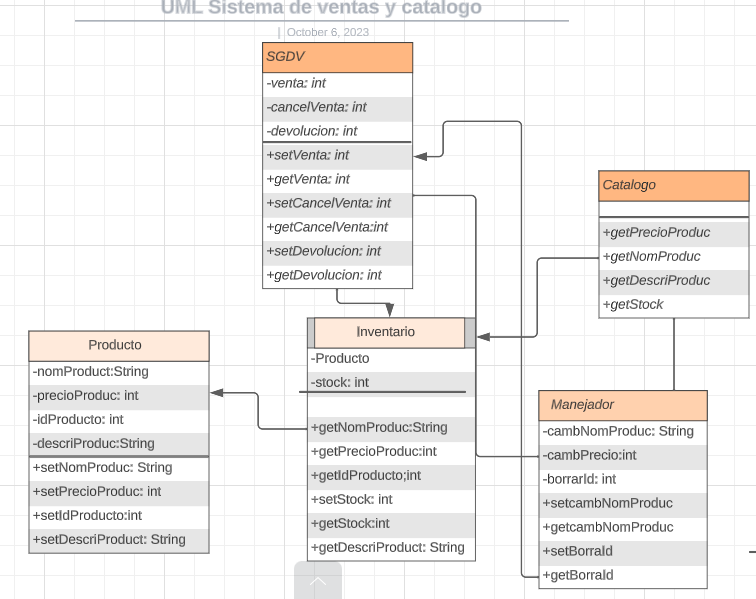 UML Sistema de ventas y catalogo
| October 6, 2023
SGDV
-venta: int
-cancelVenta: int
-devolucion: int
+setVenta: int
+getVenta: int
+setCancelVenta: int
+getCancelVenta:int
+setDevolucion: int
+getDevolucion: int
Catalogo
+getPrecioProduc
+getNomProduc
+getDescriProduc
+getStock
Producto
-nomProduct:String
-precioProduc: int
-idProducto: int
-descriProduc:String
+setNomProduc: String
+setPrecioProduc: int
+setIdProducto:int
+setDescriProduc: String
Inventario
-Producto
-stock: int
+getNomProduc:String
+getPrecioProduc:int
+getIdProducto;int
+setStock: int
+getStock:int
+getDescriProduc: String
Manejador
-cambNomProduc: String
-cambPrecio:int
-borrarId: int
+setcambNomProduc
+getcambNomProduc
+setBorrald
+getBorrald